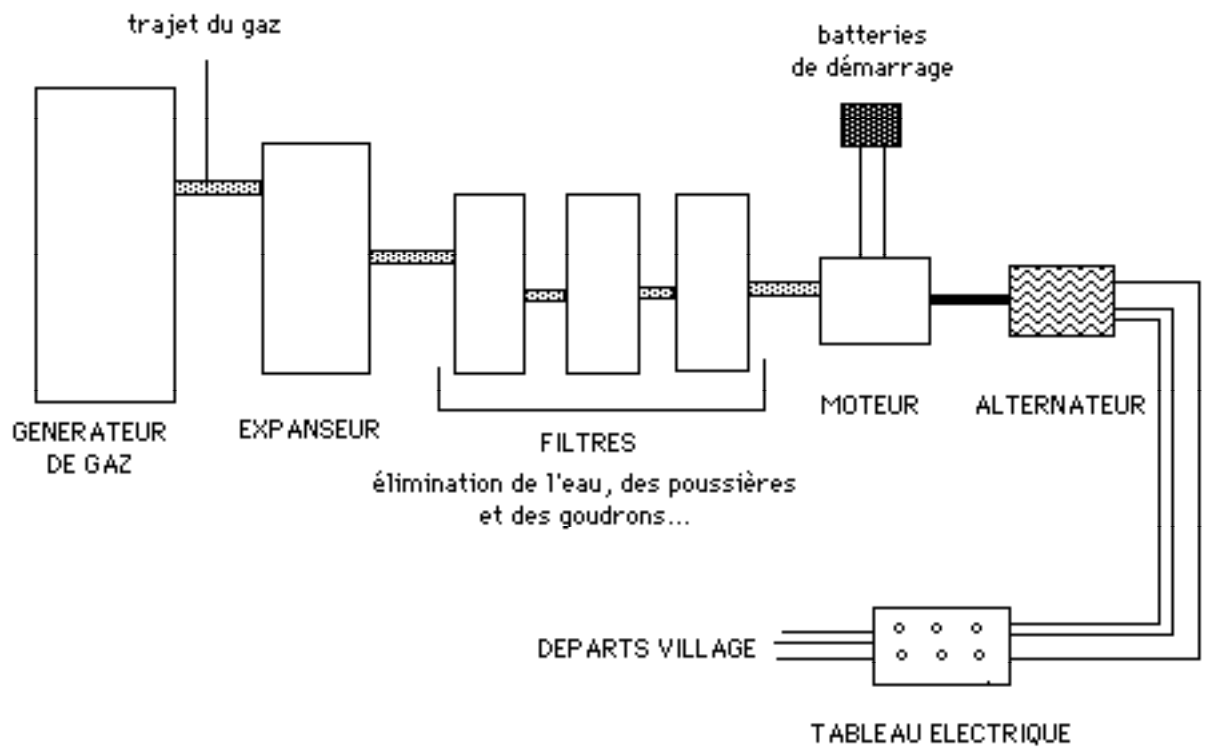 trajet du gaz
batteries
de démarrage
GENERATEUR
DE GAZ
EXPANSEUR
FILTRES
élimination de l'eau, des poussières
et des goudrons...
MOTEUR
ALTERNATEUR
DEPARTS VILLAGE
TABLEAU ELECTRIQUE